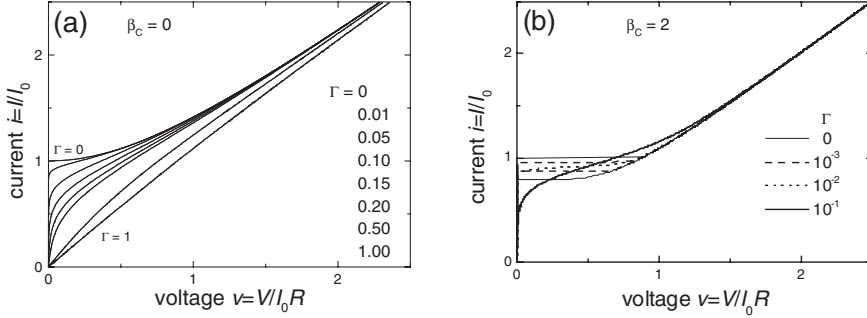 (a)
β_C = 0
2
1
0
current i=I/I_0
Γ = 0
Γ = 1
Γ = 0
0.01
0.05
0.10
0.15
0.20
0.50
1.00
0 1 2
voltage v=V/I_0R
(b)
β_C = 2
2
1
0
current i=I/I_0
Γ
0
10^-3
10^-2
10^-1
0 1 2
voltage v=V/I_0R